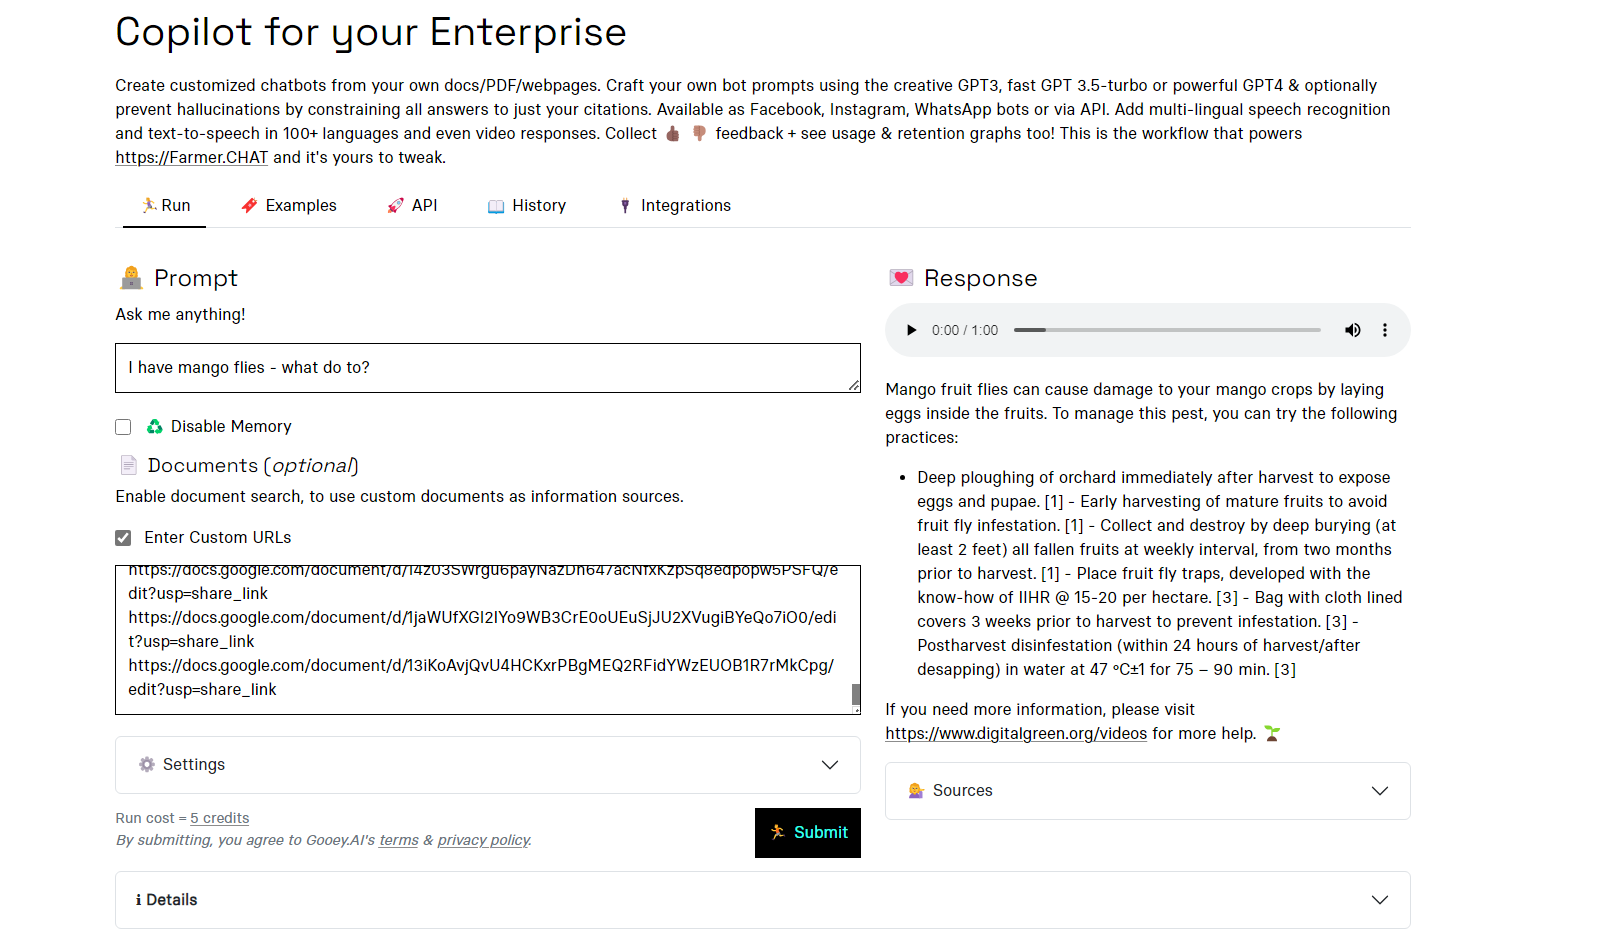 Copilot for your Enterprise
Create customized chatbots from your own docs/PDF/webpages. Craft your own bot prompts using the creative GPT3, fast GPT 3.5-turbo or powerful GPT4 & optionally
prevent hallucinations by constraining all answers to just your citations. Available as Facebook, Instagram, WhatsApp bots or via API. Add multi-lingual speech recognition
and text-to-speech in 100+ languages and even video responses. Collect 👍🏾 👎🏽 feedback + see usage & retention graphs too! This is the workflow that powers
https://Farmer.CHAT and it's yours to tweak.
Run
Examples
API
History
Integrations
Prompt
Ask me anything!
I have mango flies - what do to?
Disable Memory
Documents (optional)
Enable document search, to use custom documents as information sources.
Enter Custom URLs
edit?usp=share_link
https://docs.google.com/document/d/1jaWUfXGI2IYo9WB3CrE0oUEuSjJU2XVugiBYeQo7iO0/edi
t?usp=share_link
https://docs.google.com/document/d/13iKoAvjQvU4HCKxrPBgMEQ2RFidYWzEUOB1R7rMkCpg/
edit?usp=share_link
Settings
Run cost = 5 credits
By submitting, you agree to Gooey.AI's terms & privacy policy.
Submit
Response
0:00 / 1:00
Mango fruit flies can cause damage to your mango crops by laying
eggs inside the fruits. To manage this pest, you can try the following
practices:
• Deep ploughing of orchard immediately after harvest to expose
eggs and pupae. [1] - Early harvesting of mature fruits to avoid
fruit fly infestation. [1] - Collect and destroy by deep burying (at
least 2 feet) all fallen fruits at weekly interval, from two months
prior to harvest. [1] - Place fruit fly traps, developed with the
know-how of IIHR @ 15-20 per hectare. [3] - Bag with cloth lined
covers 3 weeks prior to harvest to prevent infestation. [3] -
Postharvest disinfestation (within 24 hours of harvest/after
desapping) in water at 47 ºC±1 for 75 – 90 min. [3]
If you need more information, please visit
https://www.digitalgreen.org/videos for more help. 🌱
Sources
ℹ Details